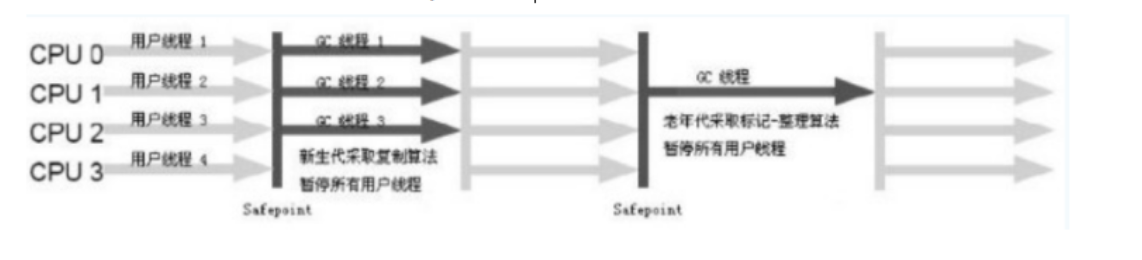 CPU 0
用户线程 1
GC 线程 1
CPU 1
用户线程 2
GC 线程 2
GC 线程
CPU 2
用户线程 3
GC 线程 3
老年代采取标记-整理算法
CPU 3
用户线程 4
新生代采取复制算法
暂停所有用户线程
暂停所有用户线程
Safepoint
Safepoint